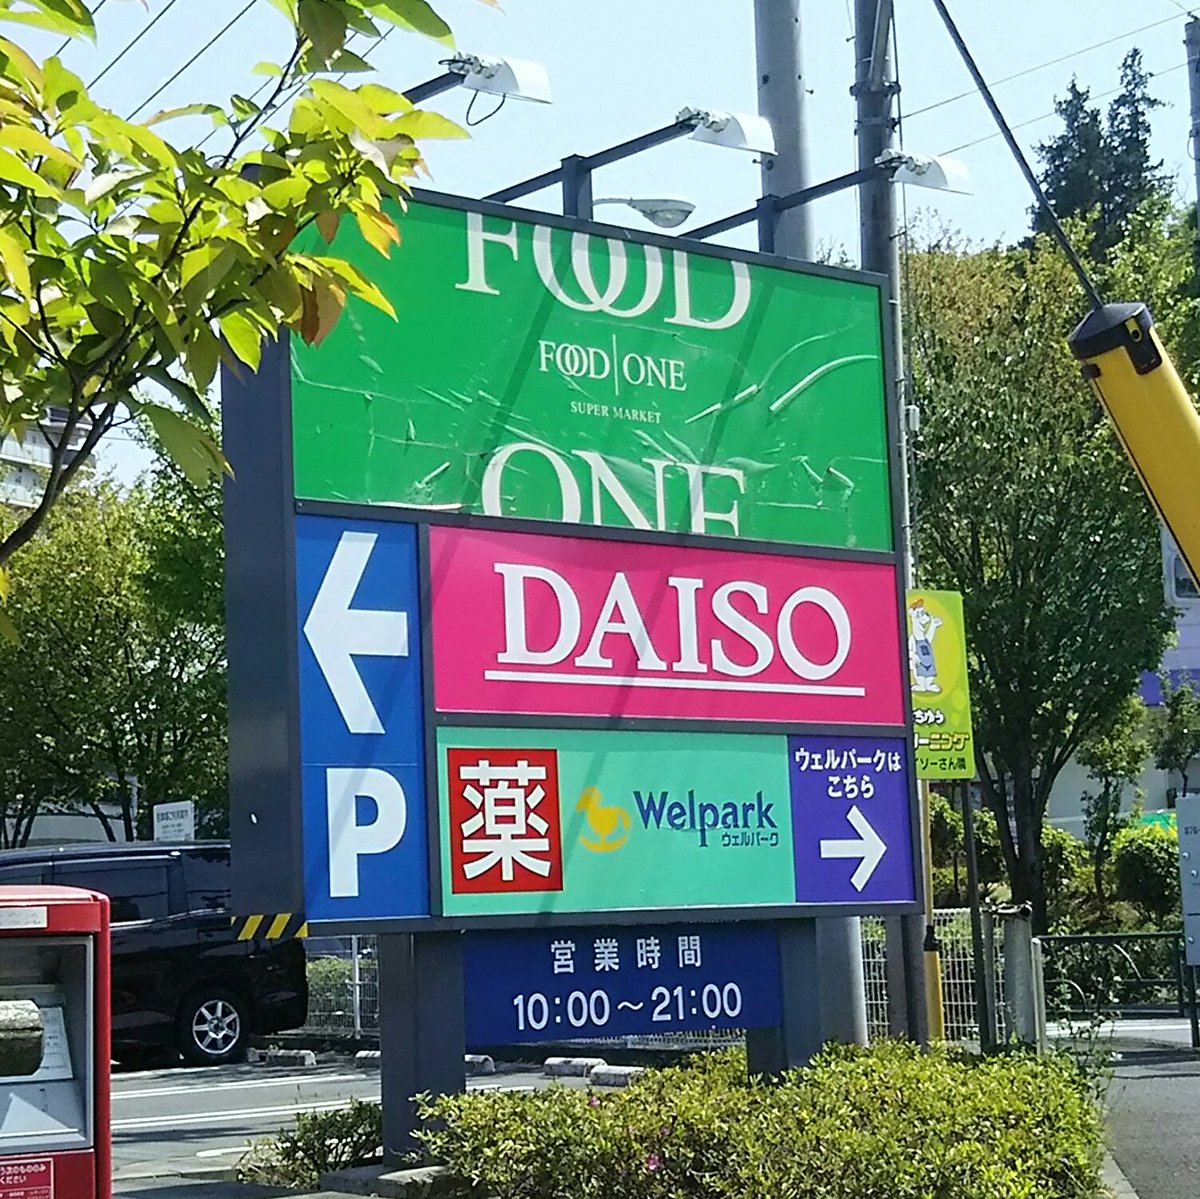 FOOD
FOOD|ONE
SUPER MARKET
ONE
DAISO
P
薬
Welpark
ウェルパーク
ウェルパークは
こちら
営業時間
10:00～21:00